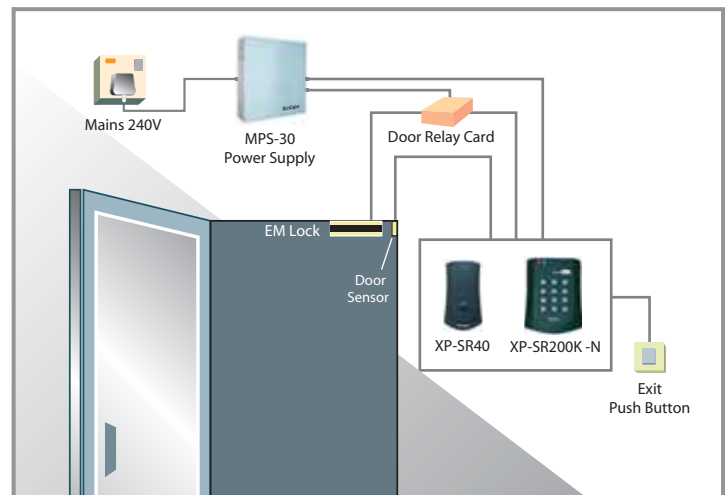 Mains 240V
MPS-30
Power Supply
Door Relay Card
EM Lock
Door
Sensor
XP-SR40
XP-SR200K -N
Exit
Push Button